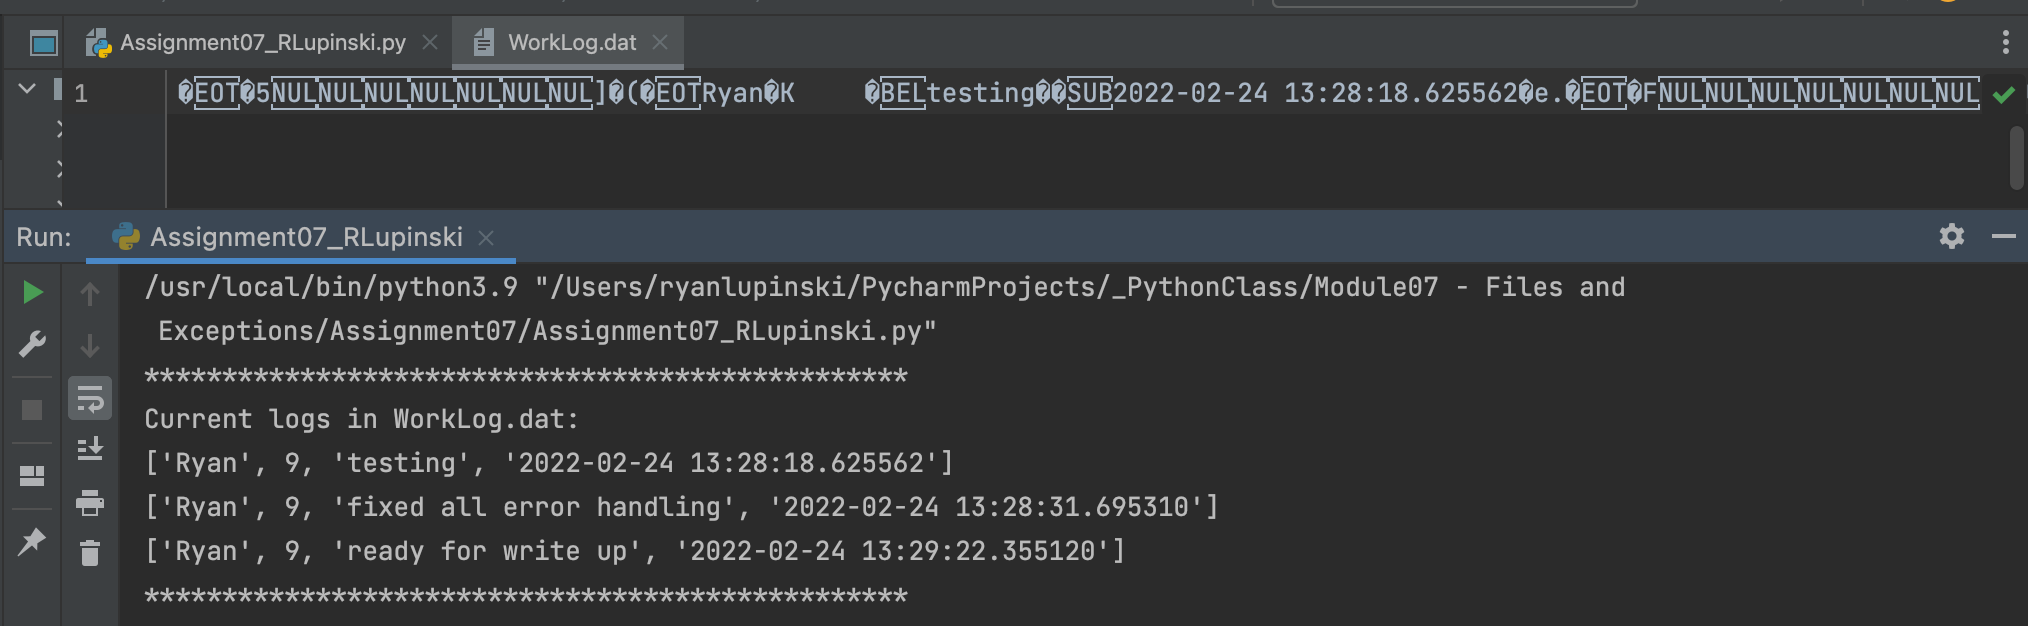 Assignment07_RLupinski.py WorkLog.dat
1 �EOT�5NULNULNULNULNULNULNUL]�(�EOTRyan�K	�BELtesting��SUB2022-02-24 13:28:18.625562�e.�EOT�FNULNULNULNULNULNULNUL
Run: Assignment07_RLupinski
/usr/local/bin/python3.9 "/Users/ryanlupinski/PycharmProjects/_PythonClass/Module07 - Files and
Exceptions/Assignment07/Assignment07_RLupinski.py"
*************************************************
Current logs in WorkLog.dat:
['Ryan', 9, 'testing', '2022-02-24 13:28:18.625562']
['Ryan', 9, 'fixed all error handling', '2022-02-24 13:28:31.695310']
['Ryan', 9, 'ready for write up', '2022-02-24 13:29:22.355120']
*************************************************